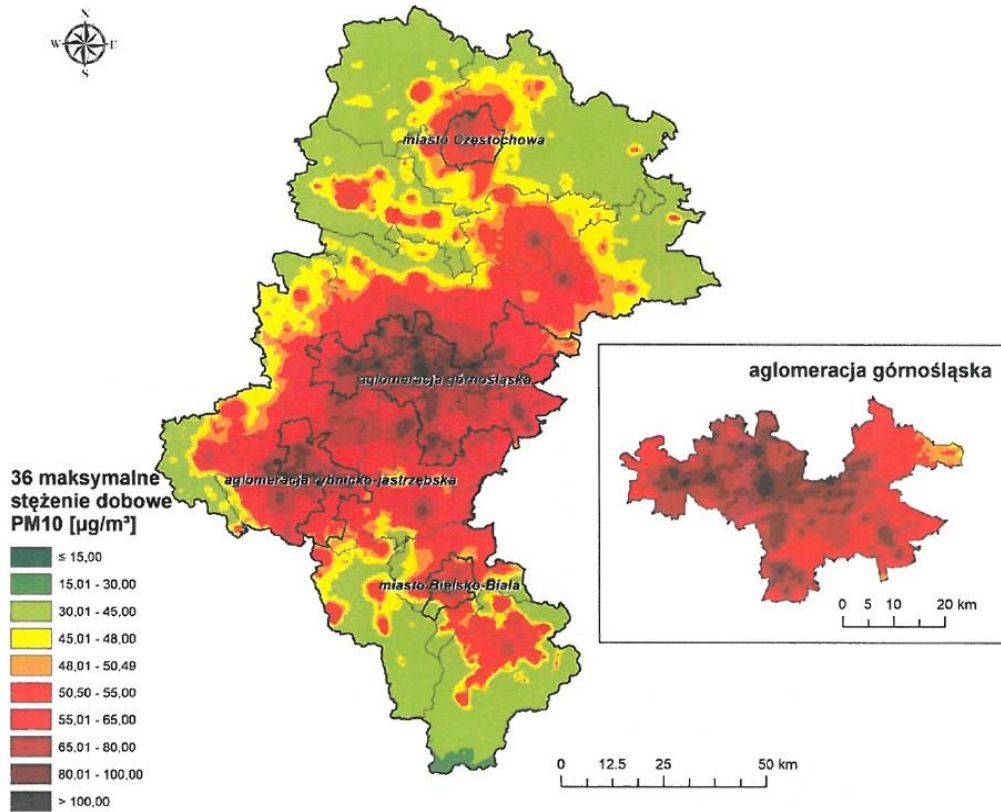 N
W E
S
miasto Częstochowa
aglomeracja górnośląska
aglomeracja rybnicko-jastrzębska
miasto Bielsko-Biała
aglomeracja górnośląska
0 5 10 20 km
36 maksymalne
stężenie dobowe
PM10 [µg/m³]
≤ 15,00
15,01 - 30,00
30,01 - 45,00
45,01 - 48,00
48,01 - 50,49
50,50 - 55,00
55,01 - 65,00
65,01 - 80,00
80,01 - 100,00
> 100,00
0 12.5 25 50 km